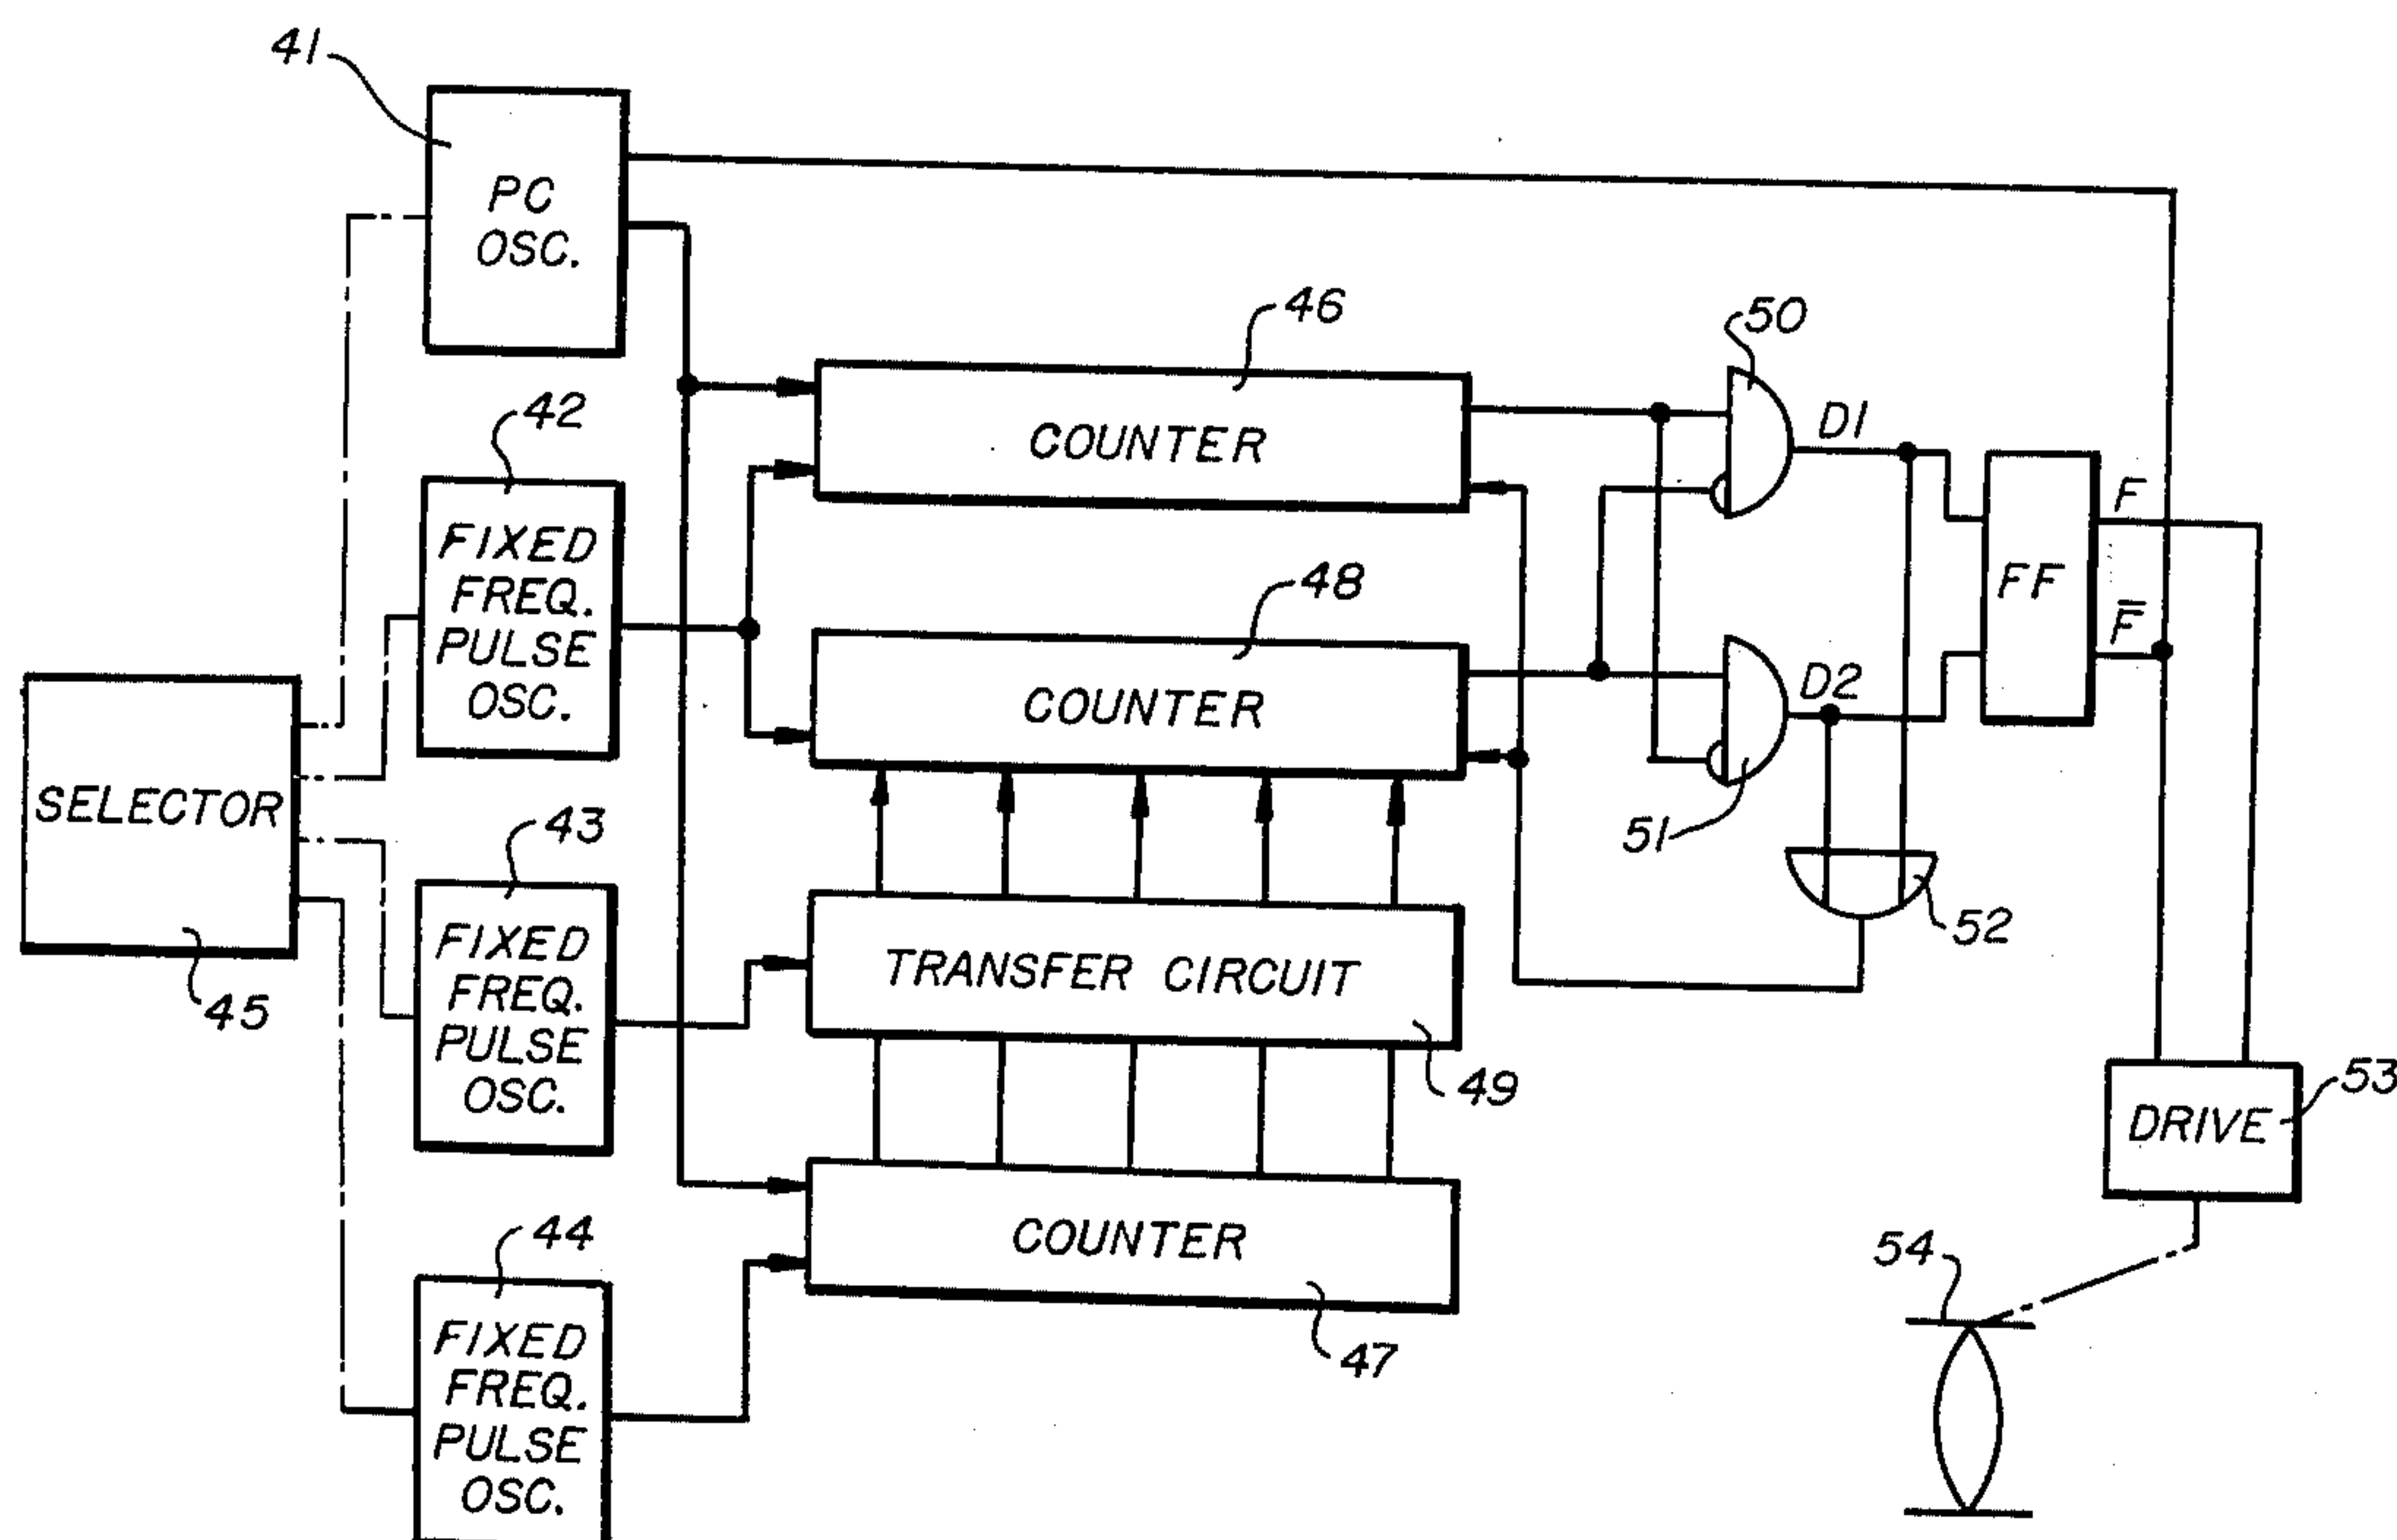 41
PC
OSC.
42
FIXED
FREQ.
PULSE
OSC.
SELECTOR
45
43
FIXED
FREQ.
PULSE
OSC.
44
FIXED
FREQ.
PULSE
OSC.
46
COUNTER
48
COUNTER
TRANSFER CIRCUIT
49
COUNTER
47
50
D1
51
D2
52
FF
F
F̅
DRIVE
53
54